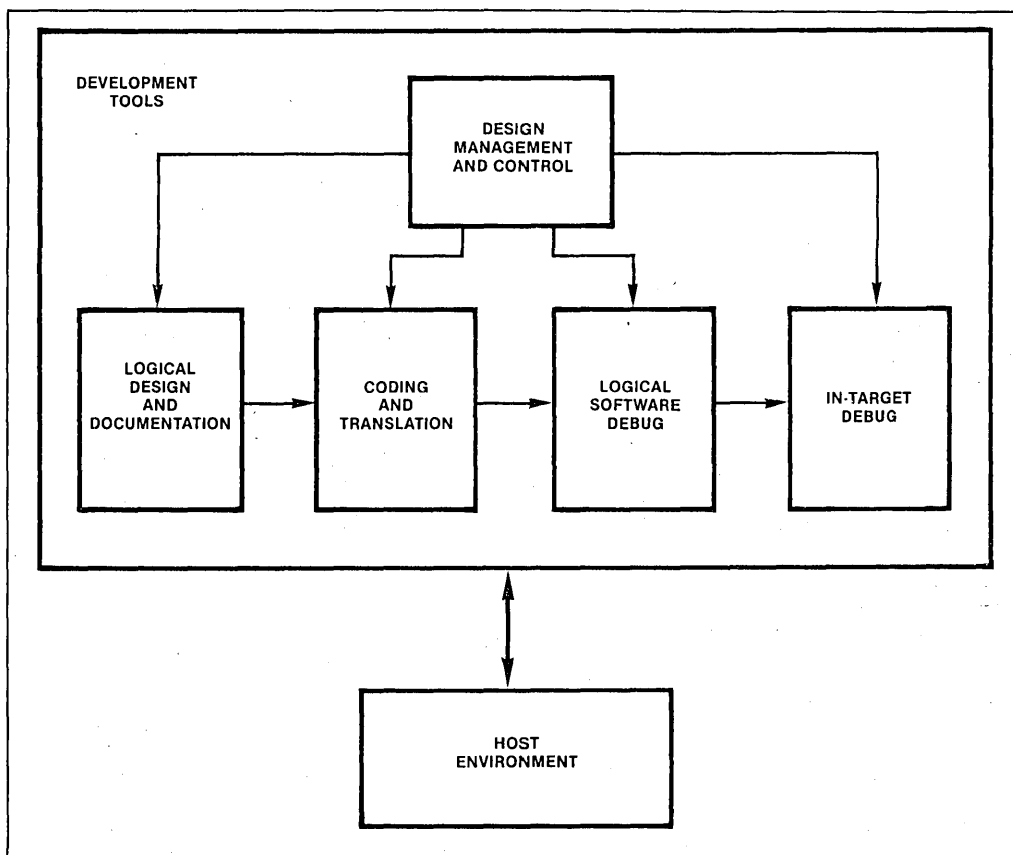 DEVELOPMENT
TOOLS
DESIGN
MANAGEMENT
AND CONTROL
LOGICAL
DESIGN
AND
DOCUMENTATION
CODING
AND
TRANSLATION
LOGICAL
SOFTWARE
DEBUG
IN-TARGET
DEBUG
HOST
ENVIRONMENT